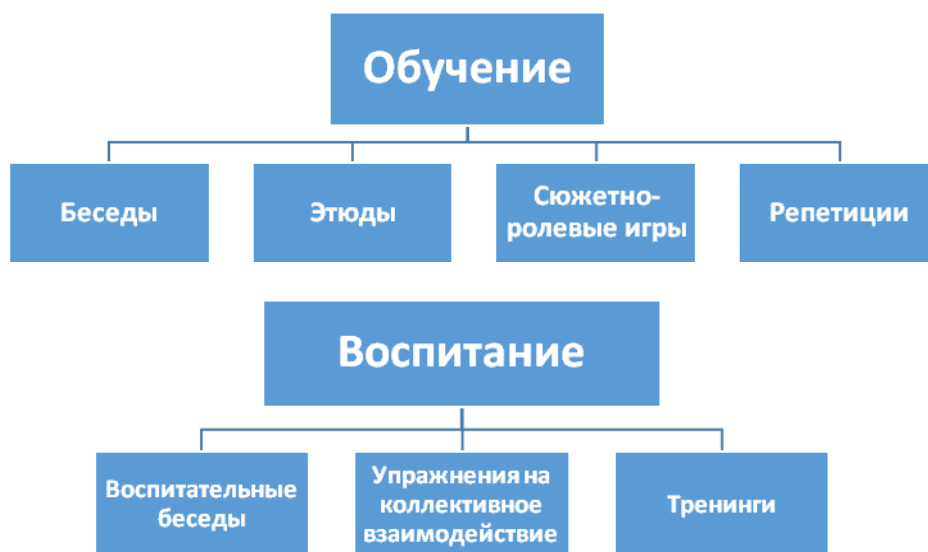 Обучение
Беседы
Этюды
Сюжетно-
ролевые игры
Репетиции
Воспитание
Воспитательные
беседы
Упражнения на
коллективное
взаимодействие
Тренинги